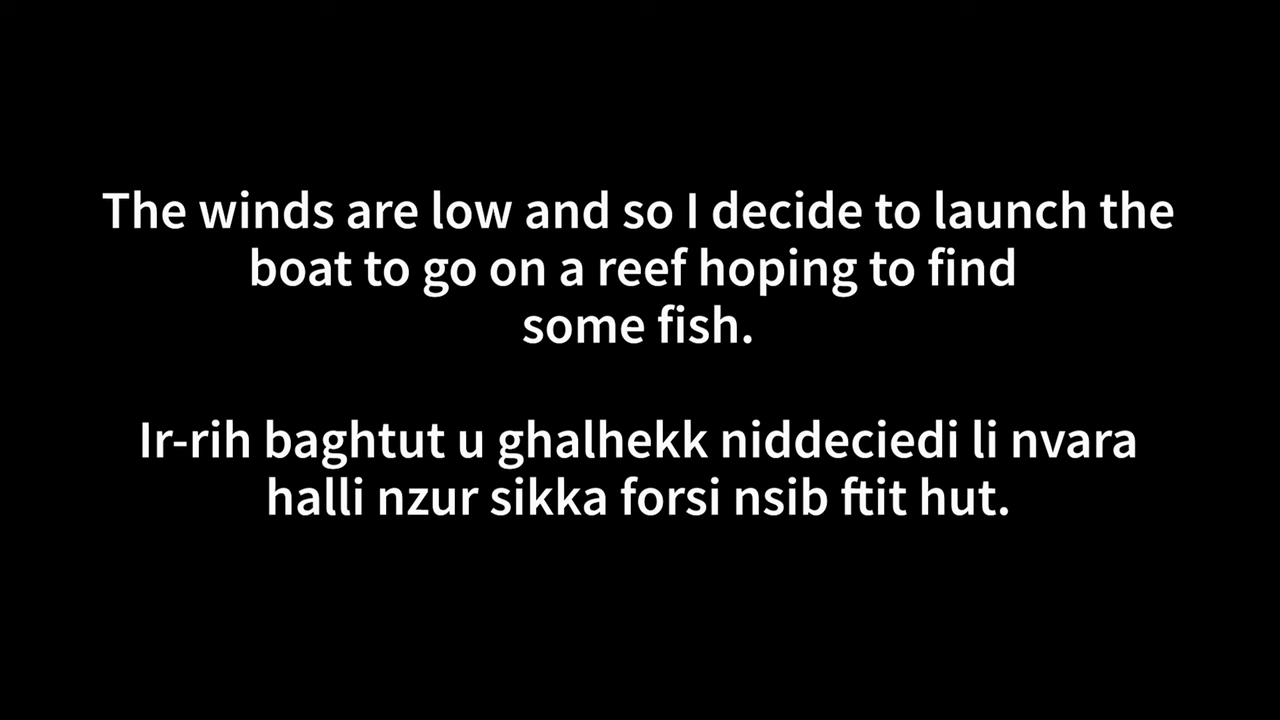 The winds are low and so I decide to launch the
boat to go on a reef hoping to find
some fish.
Ir-rih baghtut u ghalhekk niddeciedi li nvara
halli nzur sikka forsi nsib ftit hut.